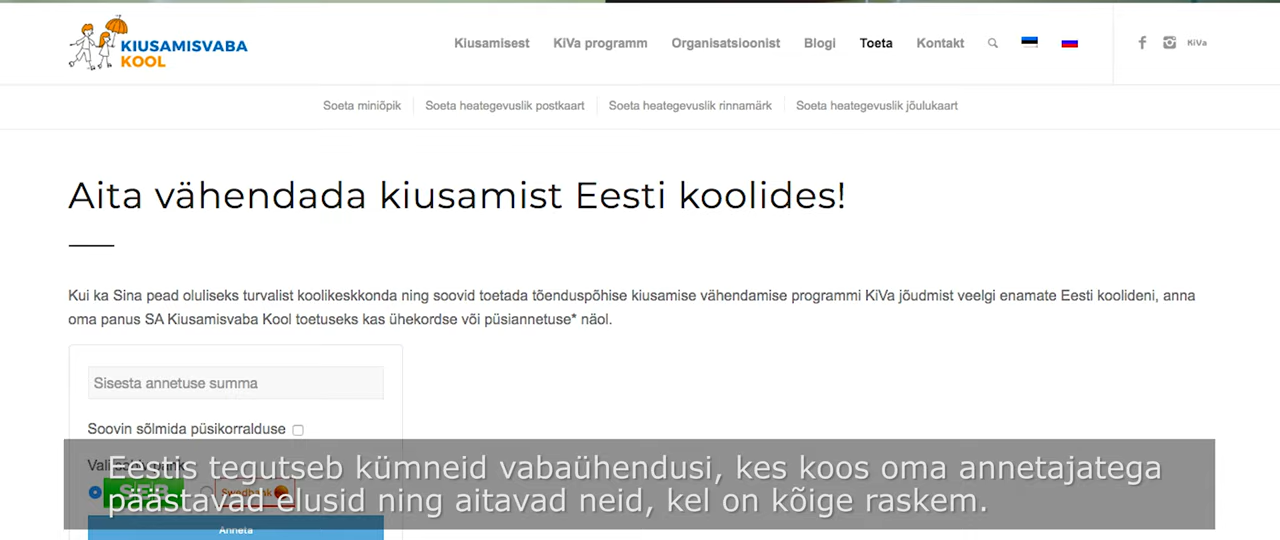 KIUSAMISVABA
KOOL
Kiusamisest KiVa programm Organisatsioonist Blogi Toeta Kontakt KiVa
Soeta miniõpik Soeta heategevuslik postkaart Soeta heategevuslik rinnamärk Soeta heategevuslik jõulukaart
Aita vähendada kiusamist Eesti koolides!
Kui ka Sina pead oluliseks turvalist koolikeskkonda ning soovid toetada tõenduspõhise kiusamise vähendamise programmi KiVa jõudmist veelgi enamate Eesti koolideni, anna
oma panus SA Kiusamisvaba Kool toetuseks kas ühekordse või püsiannetuse* näol.
Sisesta annetuse summa
Soovin sõlmida püsikorralduse
SEB Swedbank
Anneta
Eestis tegutseb kümneid vabaühendusi, kes koos oma annetajatega
päästavad elusid ning aitavad neid, kel on kõige raskem.